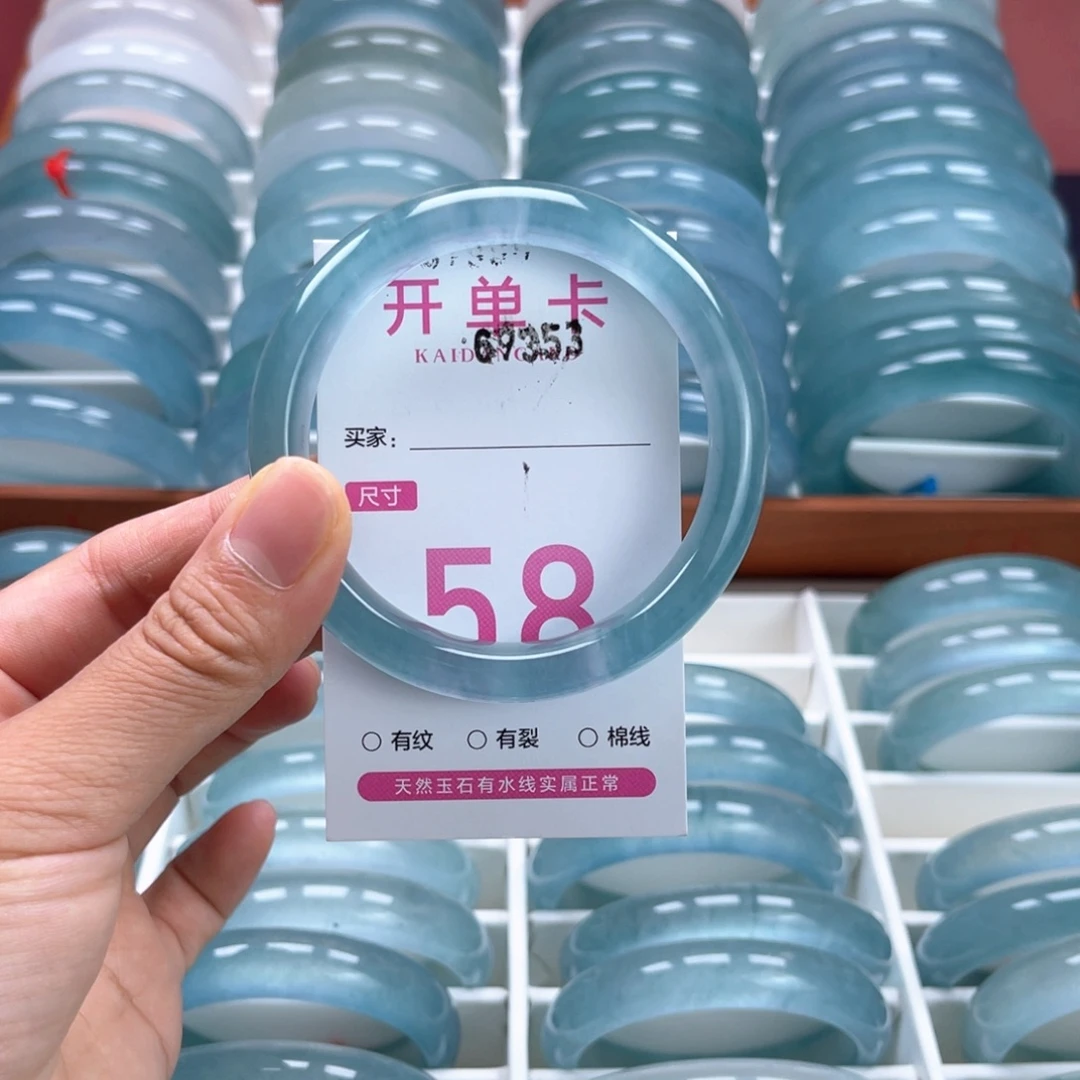 开单卡
69353
买家：
尺寸
58
○ 有纹 ○ 有裂 ○ 棉线
天然玉石有水线实属正常